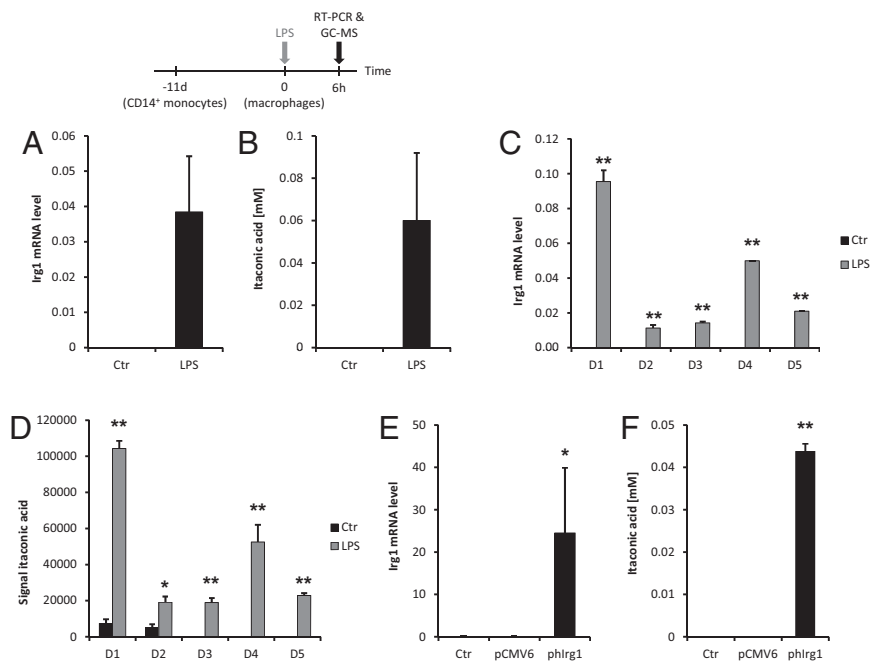 RT-PCR &
LPS GC-MS
Time
-11d 0 6h
(CD14+ monocytes) (macrophages)
A
Irg1 mRNA level
0.06
0.05
0.04
0.03
0.02
0.01
0
Ctr LPS
B
Itaconic acid [mM]
0.1
0.08
0.06
0.04
0.02
0
Ctr LPS
C
Irg1 mRNA level
0.12
0.10
0.08
0.06
0.04
0.02
0.00
** ** ** ** **
D1 D2 D3 D4 D5
Ctr
LPS
D
Signal itaconic acid
120000
100000
80000
60000
40000
20000
0
** * ** ** **
D1 D2 D3 D4 D5
Ctr
LPS
E
Irg1 mRNA level
50
40
30
20
10
0
*
Ctr pCMV6 phIrg1
F
Itaconic acid [mM]
0.05
0.04
0.03
0.02
0.01
0
**
Ctr pCMV6 phIrg1